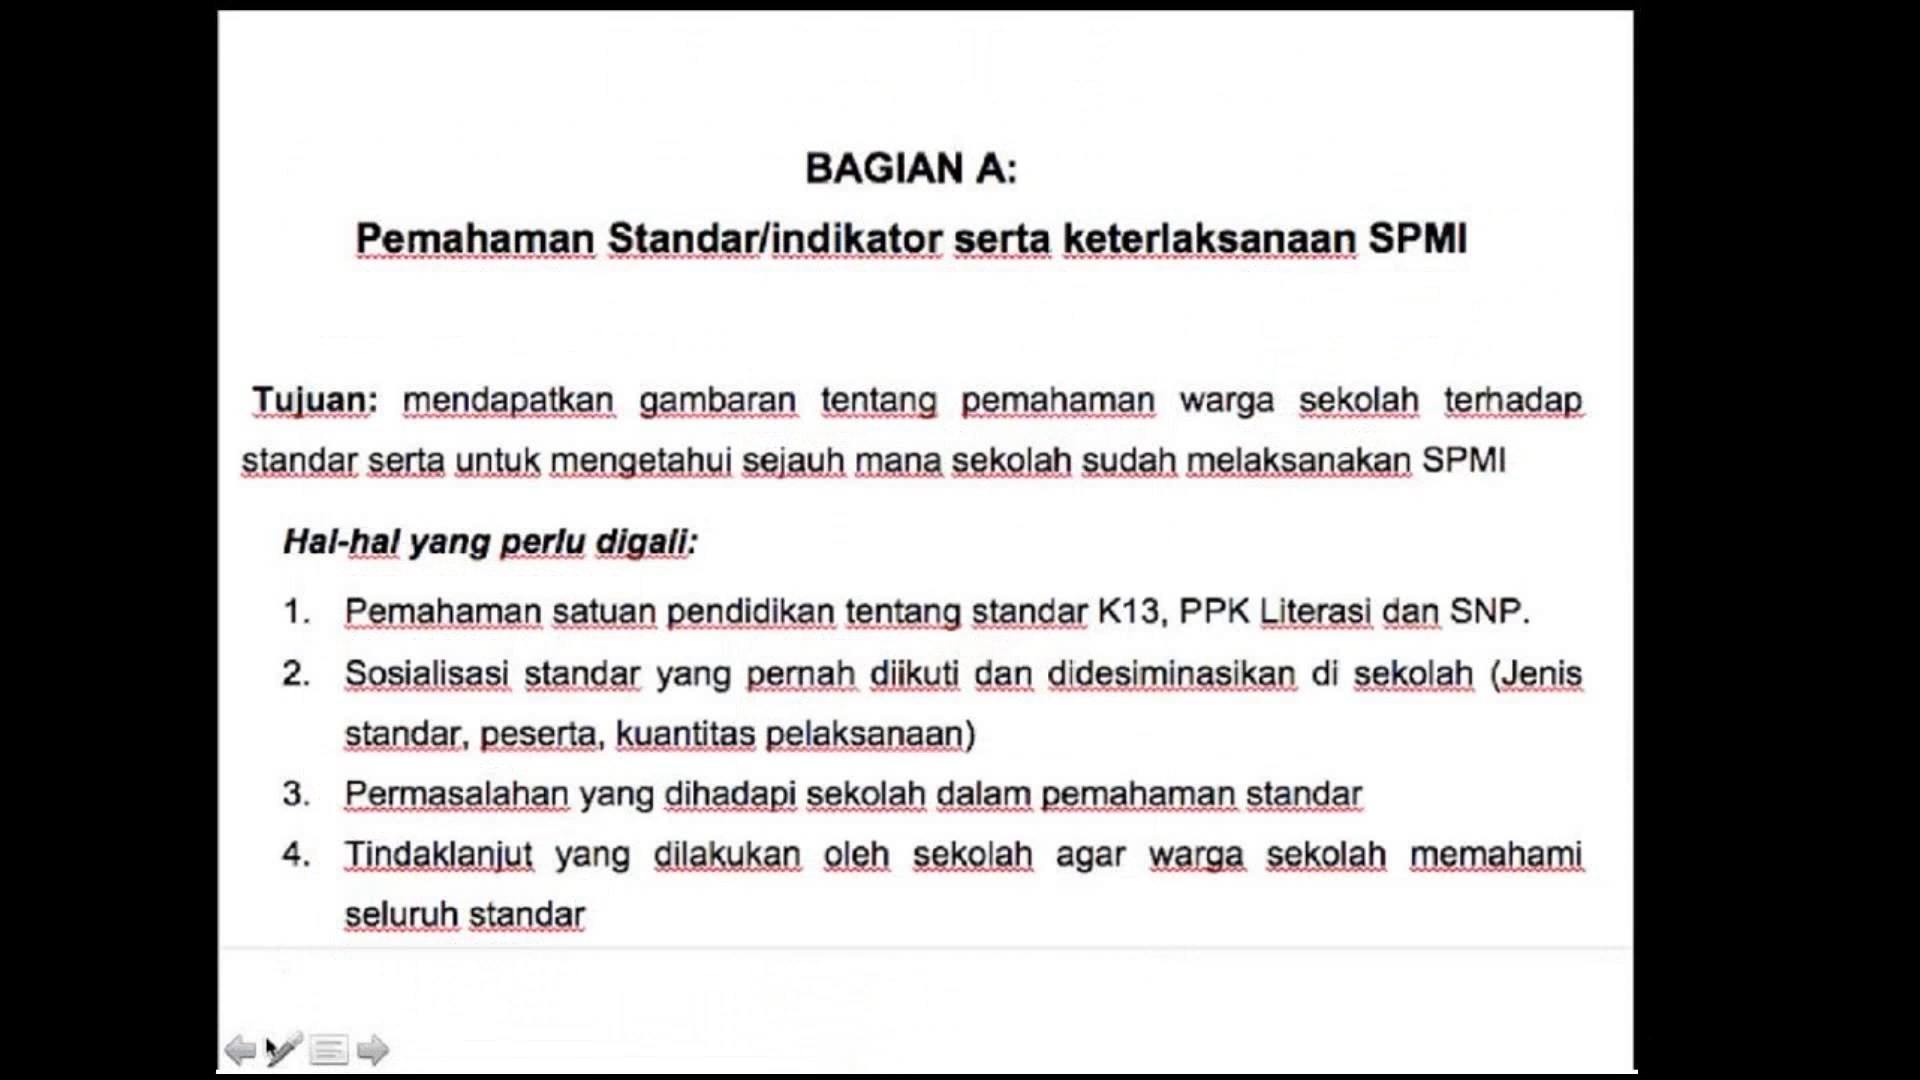 BAGIAN A:
Pemahaman Standar/indikator serta keterlaksanaan SPMI
Tujuan: mendapatkan gambaran tentang pemahaman warga sekolah terhadap
standar serta untuk mengetahui sejauh mana sekolah sudah melaksanakan SPMI
Hal-hal yang perlu digali:
1. Pemahaman satuan pendidikan tentang standar K13, PPK Literasi dan SNP.
2. Sosialisasi standar yang pernah diikuti dan didesiminasikan di sekolah (Jenis
standar, peserta, kuantitas pelaksanaan)
3. Permasalahan yang dihadapi sekolah dalam pemahaman standar
4. Tindaklanjut yang dilakukan oleh sekolah agar warga sekolah memahami
seluruh standar